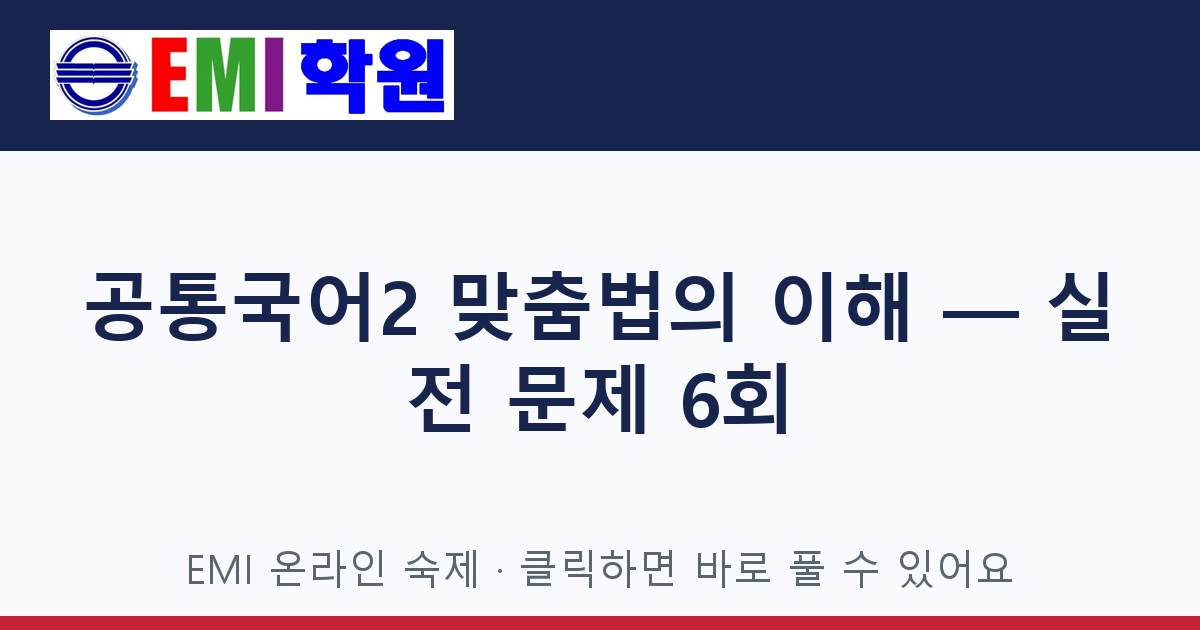 EMI 학원
공통국어2 맞춤법의 이해 — 실
전 문제 6회
EMI 온라인 숙제 · 클릭하면 바로 풀 수 있어요